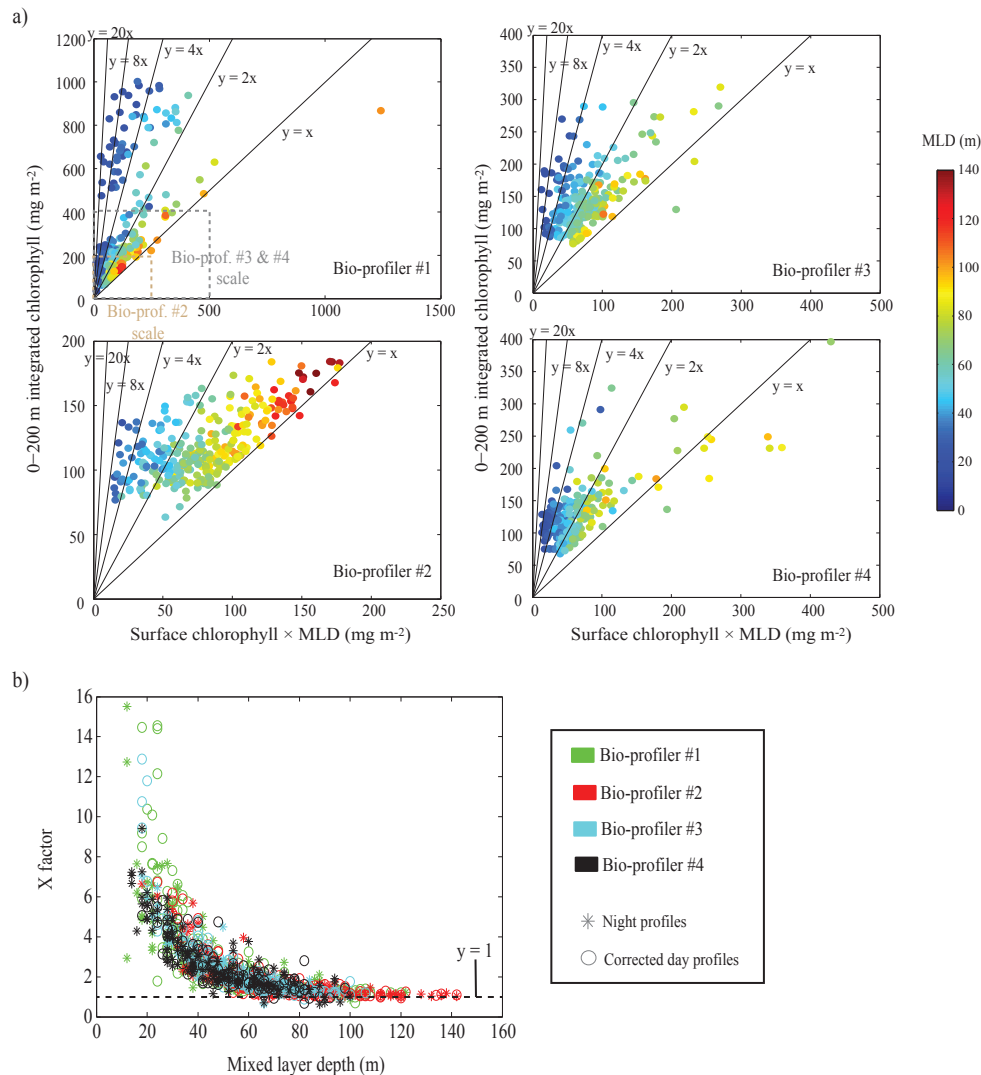 a)
y = 20x
y = 8x
y = 4x
y = 2x
y = x
1200
1000
800
600
400
200
0
0
500
1000
1500
Bio-prof. #3 & #4
scale
Bio-prof. #2
scale
Bio-profiler #1
0−200 m integrated chlorophyll (mg m-2)
y = 20x
y = 8x
y = 4x
y = 2x
y = x
400
350
300
250
200
150
100
50
0
0
100
200
300
400
500
Bio-profiler #3
0−200 m integrated chlorophyll (mg m-2)
MLD (m)
140
120
100
80
60
40
20
0
y = 20x
y = 8x
y = 4x
y = 2x
y = x
200
150
100
50
0
0
50
100
150
200
250
Bio-profiler #2
Surface chlorophyll × MLD (mg m-2)
y = 20x
y = 8x
y = 4x
y = 2x
y = x
400
350
300
250
200
150
100
50
0
0
100
200
300
400
500
Bio-profiler #4
Surface chlorophyll × MLD (mg m-2)
b)
16
14
12
10
8
6
4
2
0
X factor
y = 1
0
20
40
60
80
100
120
140
160
Mixed layer depth (m)
Bio-profiler #1
Bio-profiler #2
Bio-profiler #3
Bio-profiler #4
Night profiles
Corrected day profiles